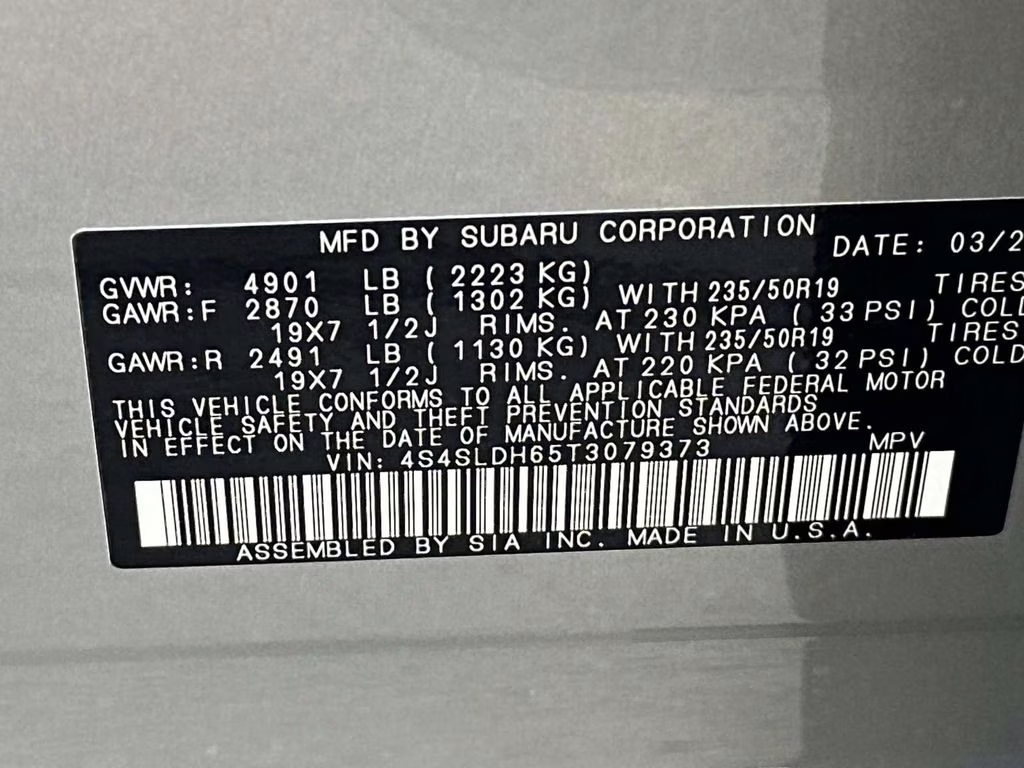 MFD BY SUBARU CORPORATION DATE: 03/2
GVWR: 4901 LB ( 2223 KG)
GAWR:F 2870 LB ( 1302 KG) WITH 235/50R19 TIRES
19X7 1/2J RIMS. AT 230 KPA ( 33 PSI) COLD
GAWR:R 2491 LB ( 1130 KG) WITH 235/50R19 TIRES
19X7 1/2J RIMS. AT 220 KPA ( 32 PSI) COLD
THIS VEHICLE CONFORMS TO ALL APPLICABLE FEDERAL MOTOR
VEHICLE SAFETY AND THEFT PREVENTION STANDARDS
IN EFFECT ON THE DATE OF MANUFACTURE SHOWN ABOVE.
VIN: 4S4SLDH65T3079373 MPV
ASSEMBLED BY SIA INC. MADE IN U.S.A.